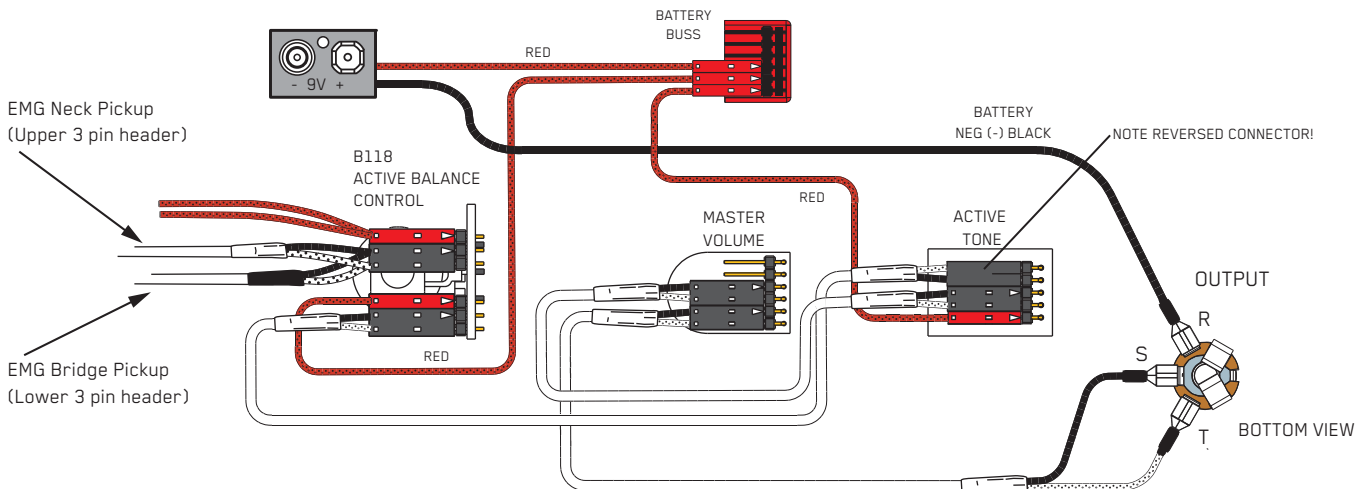 BATTERY
BUSS
RED
- 9V +
EMG Neck Pickup
(Upper 3 pin header)
BATTERY
NEG (-) BLACK
NOTE REVERSED CONNECTOR!
B118
ACTIVE BALANCE
CONTROL
RED
MASTER
VOLUME
ACTIVE
TONE
OUTPUT
R
S
RED
EMG Bridge Pickup
(Lower 3 pin header)
T
BOTTOM VIEW